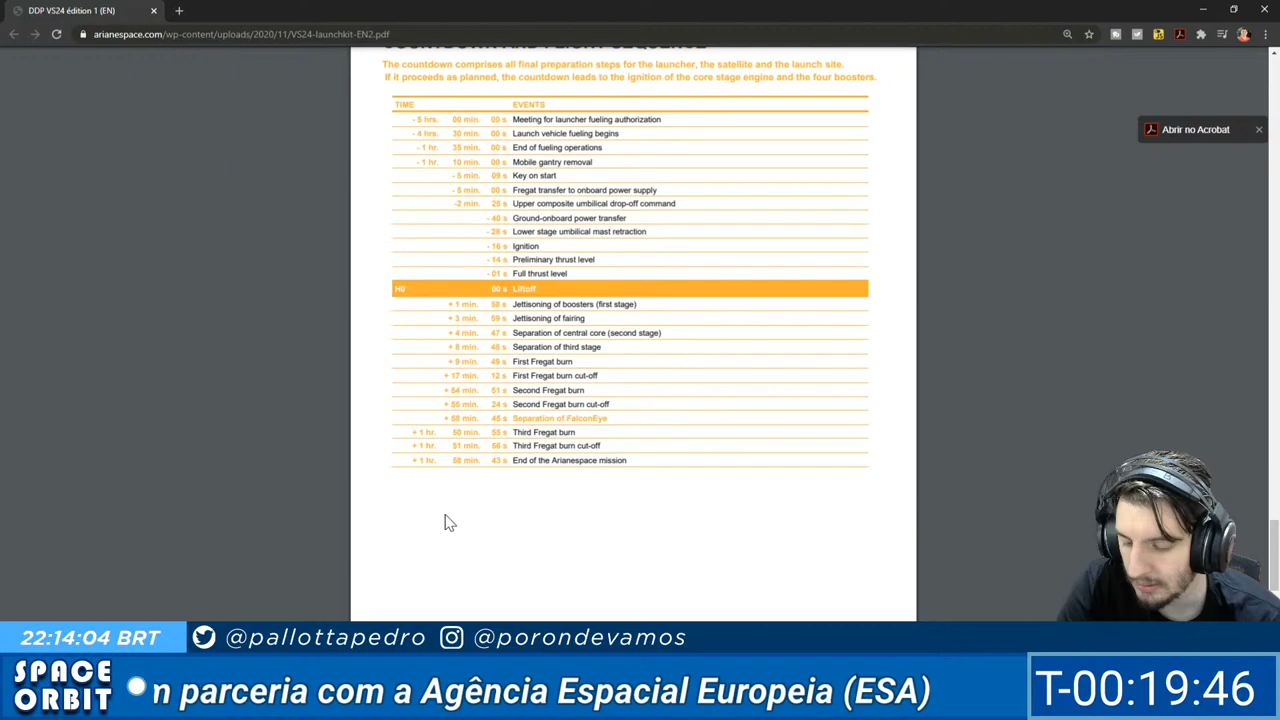 DDP VS24 édition 1 (EN)
arianespace.com/wp-content/uploads/2020/11/VS24-launchkit-EN2.pdf
COUNTDOWN AND FLIGHT SEQUENCE
The countdown comprises all final preparation steps for the launcher, the satellite and the launch site.
If it proceeds as planned, the countdown leads to the ignition of the core stage engine and the four boosters.
TIME EVENTS
- 5 hrs. 00 min. 00 s Meeting for launcher fueling authorization
- 4 hrs. 30 min. 00 s Launch vehicle fueling begins
- 1 hr. 35 min. 00 s End of fueling operations
- 1 hr. 10 min. 00 s Mobile gantry removal
- 5 min. 09 s Key on start
- 5 min. 00 s Fregat transfer to onboard power supply
-2 min. 25 s Upper composite umbilical drop-off command
- 40 s Ground-onboard power transfer
- 28 s Lower stage umbilical mast retraction
- 16 s Ignition
- 14 s Preliminary thrust level
- 01 s Full thrust level
H0 00 s Liftoff
+ 1 min. 58 s Jettisoning of boosters (first stage)
+ 3 min. 59 s Jettisoning of fairing
+ 4 min. 47 s Separation of central core (second stage)
+ 8 min. 48 s Separation of third stage
+ 9 min. 49 s First Fregat burn
+ 17 min. 12 s First Fregat burn cut-off
+ 54 min. 51 s Second Fregat burn
+ 55 min. 24 s Second Fregat burn cut-off
+ 58 min. 45 s Separation of FalconEye
+ 1 hr. 50 min. 55 s Third Fregat burn
+ 1 hr. 51 min. 56 s Third Fregat burn cut-off
+ 1 hr. 58 min. 43 s End of the Arianespace mission
Abrir no Acrobat
22:14:04 BRT @pallottapedro @porondevamos
SPACE ORBIT
n parceria com a Agência Espacial Europeia (ESA)
T-00:19:46